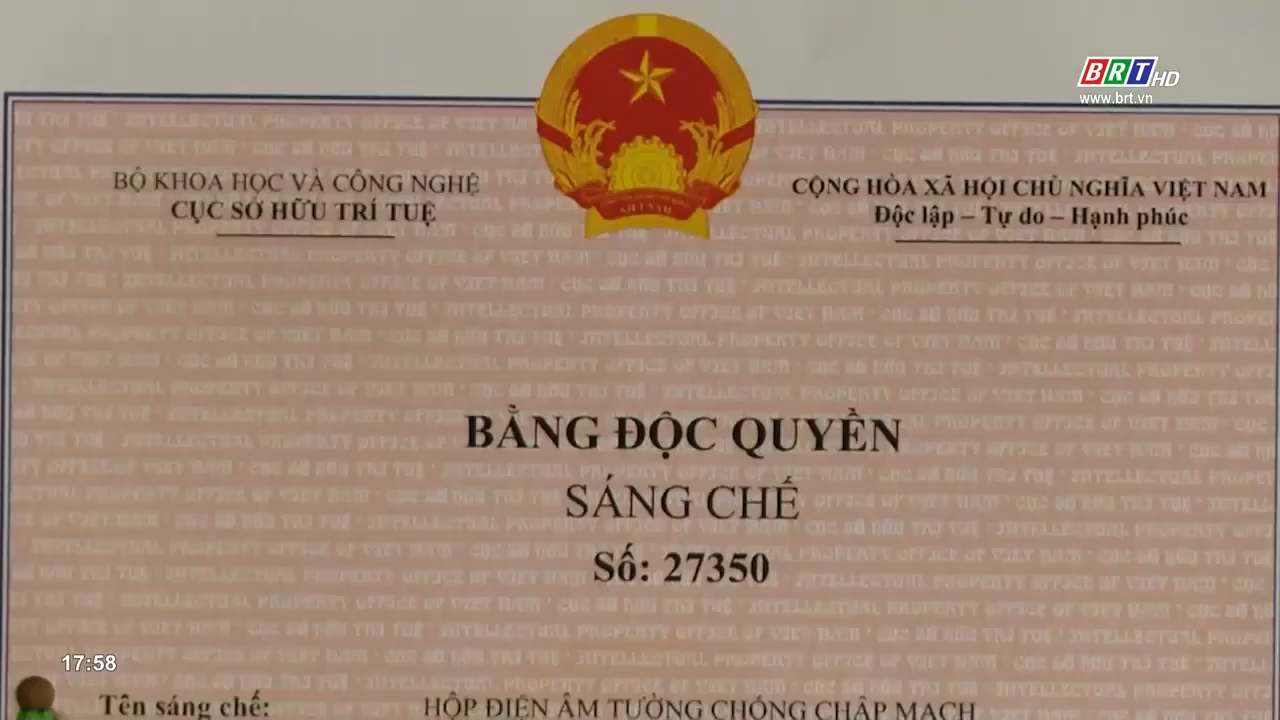 BRT HD
www.brt.vn
BỘ KHOA HỌC VÀ CÔNG NGHỆ
CỤC SỞ HỮU TRÍ TUỆ
CỘNG HÒA XÃ HỘI CHỦ NGHĨA VIỆT NAM
Độc lập – Tự do – Hạnh phúc
BẰNG ĐỘC QUYỀN
SÁNG CHẾ
Số: 27350
17:58
Tên sáng chế: HỘP ĐIỆN ÂM TƯỜNG CHỐNG CHẬP MẠCH